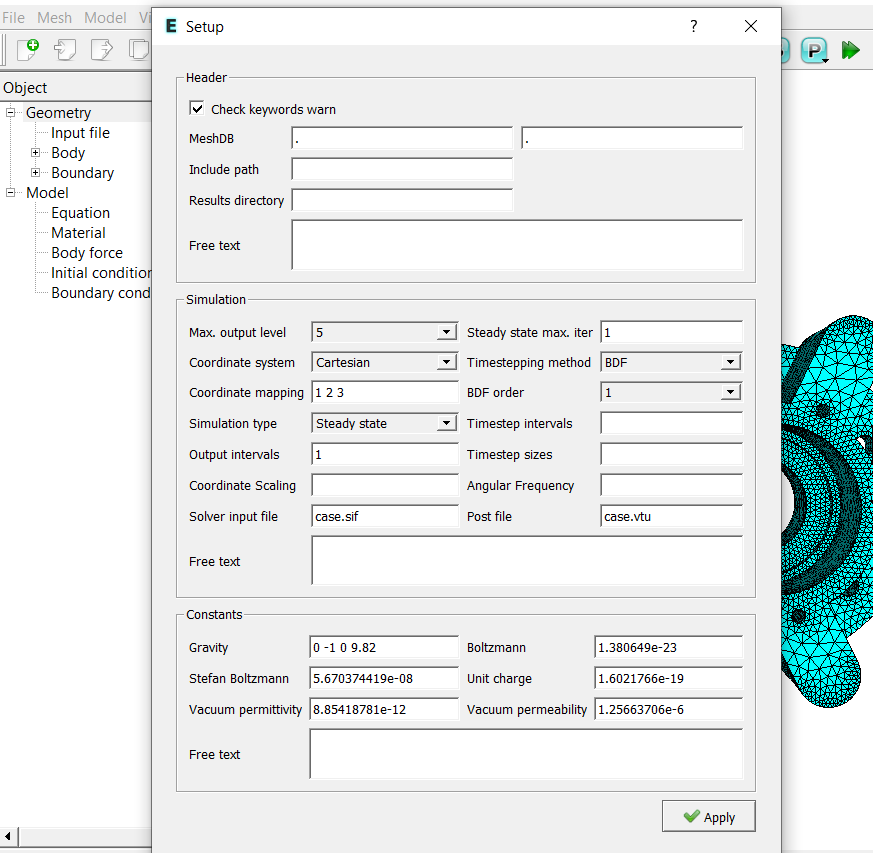 File Mesh Model Vi
E Setup ?
P
Object
Geometry
Input file
Body
Boundary
Model
Equation
Material
Body force
Initial condition
Boundary cond
Header
Check keywords warn
MeshDB . .
Include path
Results directory
Free text
Simulation
Max. output level 5 Steady state max. iter 1
Coordinate system Cartesian Timestepping method BDF
Coordinate mapping 1 2 3 BDF order 1
Simulation type Steady state Timestep intervals
Output intervals 1 Timestep sizes
Coordinate Scaling Angular Frequency
Solver input file case.sif Post file case.vtu
Free text
Constants
Gravity 0 -1 0 9.82 Boltzmann 1.380649e-23
Stefan Boltzmann 5.670374419e-08 Unit charge 1.6021766e-19
Vacuum permittivity 8.85418781e-12 Vacuum permeability 1.25663706e-6
Free text
Apply